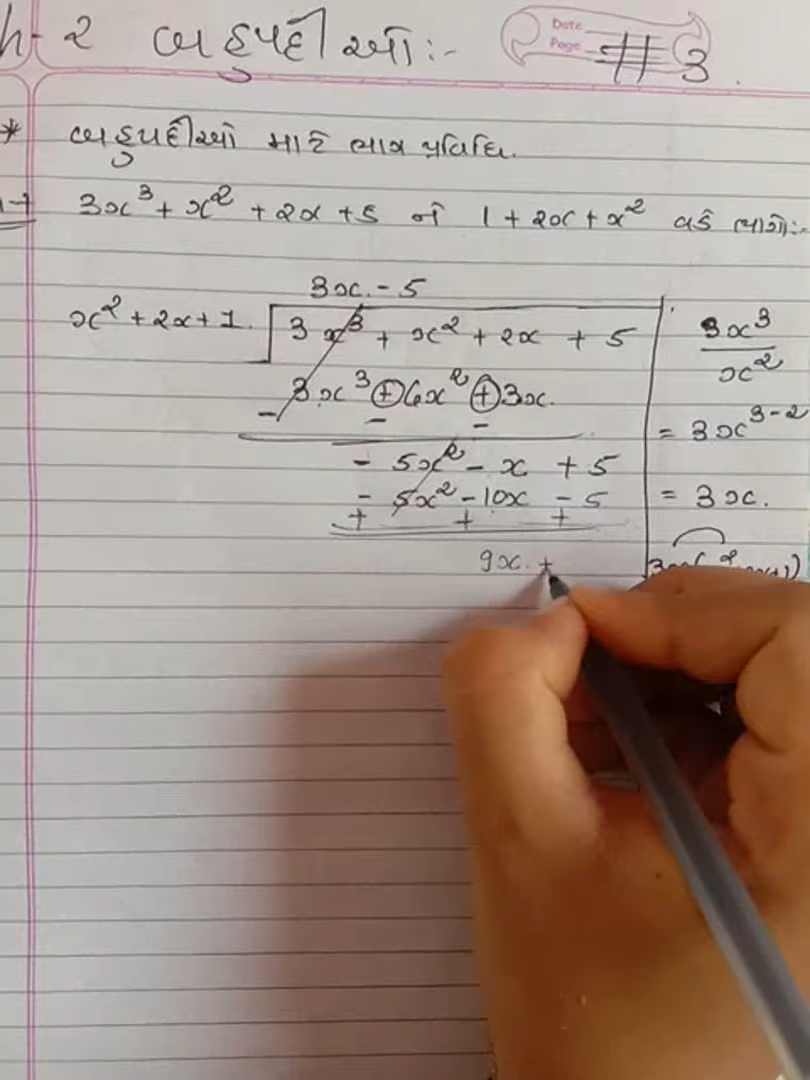 h-2 બહુપદીઓ:-
Date
Page
#3
* બહુપદીઓ માટે ભાગ પ્રવિધિ.
3x³ + x² + 2x + 5 ને 1 + 2x + x² વડે ભાગો:-
3x - 5
x² + 2x + 1 3x³ + x² + 2x + 5
3x³ + 6x² + 3x
- - -
- 5x² - x + 5
- 5x² - 10x - 5
+ + +
9x +
3x³
x²
= 3x³⁻²
= 3x.